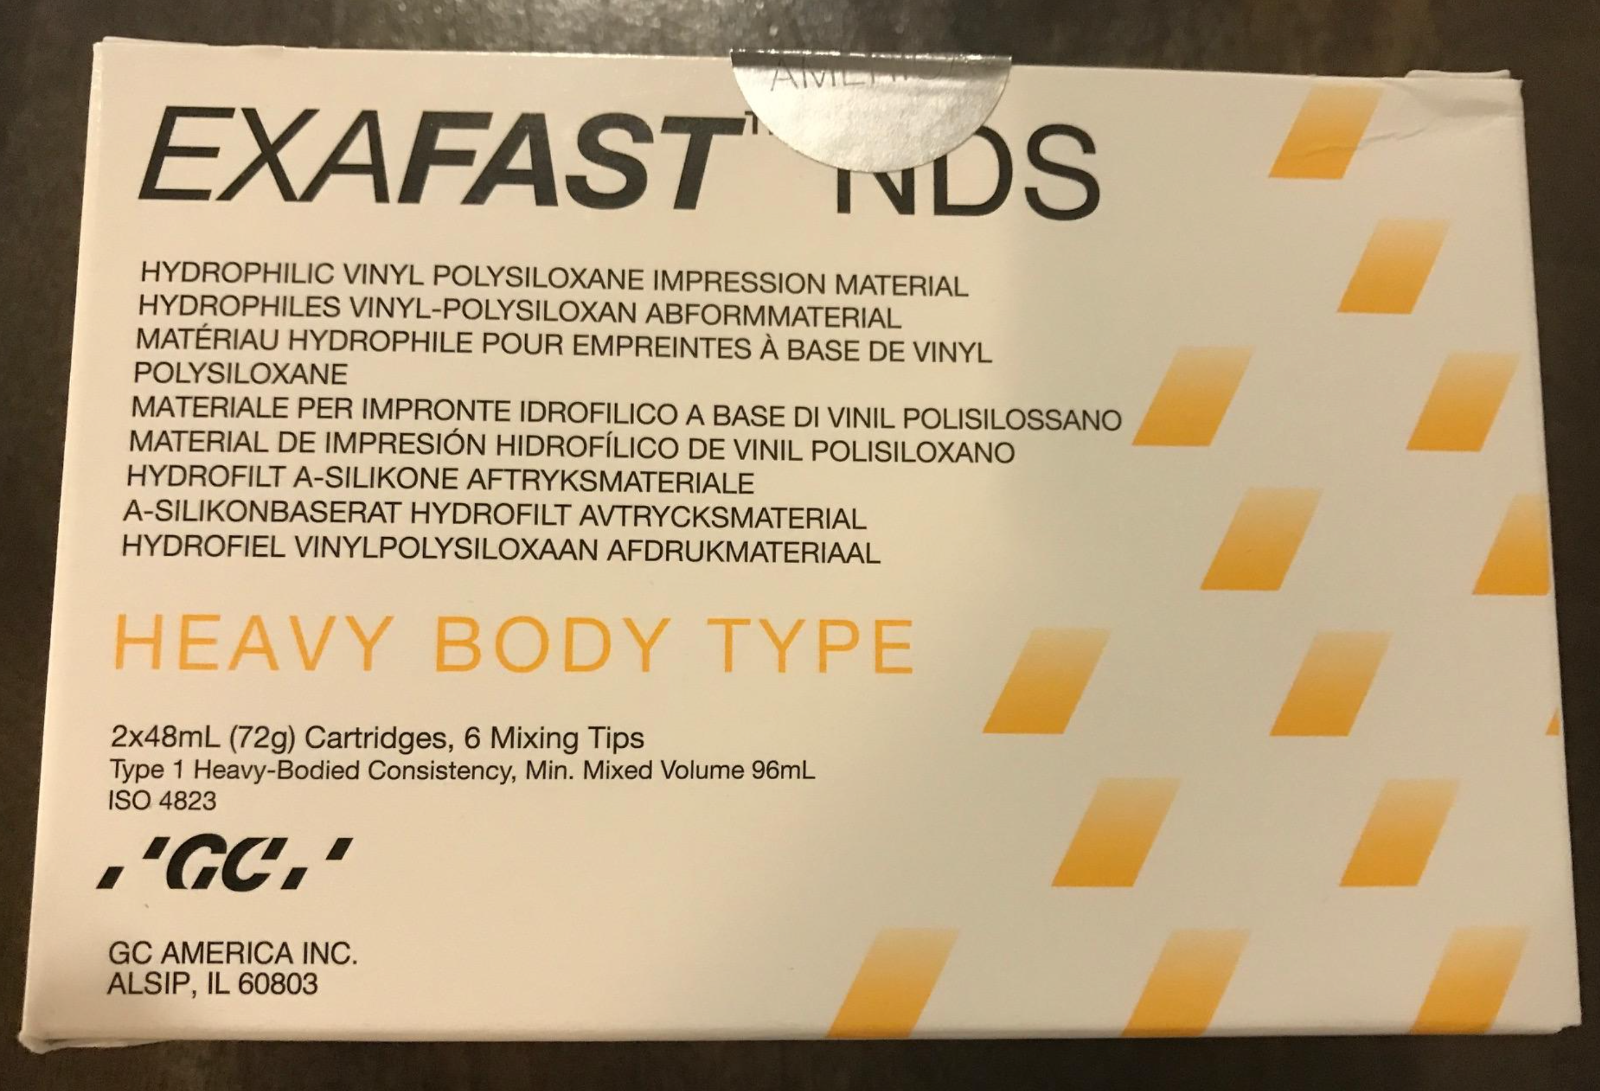 EXAFAST™ NDS
HYDROPHILIC VINYL POLYSILOXANE IMPRESSION MATERIAL
HYDROPHILES VINYL-POLYSILOXAN ABFORMMATERIAL
MATÉRIAU HYDROPHILE POUR EMPREINTES À BASE DE VINYL
POLYSILOXANE
MATERIALE PER IMPRONTE IDROFILICO A BASE DI VINIL POLISILOSSANO
MATERIAL DE IMPRESIÓN HIDROFÍLICO DE VINIL POLISILOXANO
HYDROFILT A-SILIKONE AFTRYKSMATERIALE
A-SILIKONBASERAT HYDROFILT AVTRYCKSMATERIAL
HYDROFIEL VINYLPOLYSILOXAAN AFDRUKMATERIAAL
HEAVY BODY TYPE
2x48mL (72g) Cartridges, 6 Mixing Tips
Type 1 Heavy-Bodied Consistency, Min. Mixed Volume 96mL
ISO 4823
GC
GC AMERICA INC.
ALSIP, IL 60803